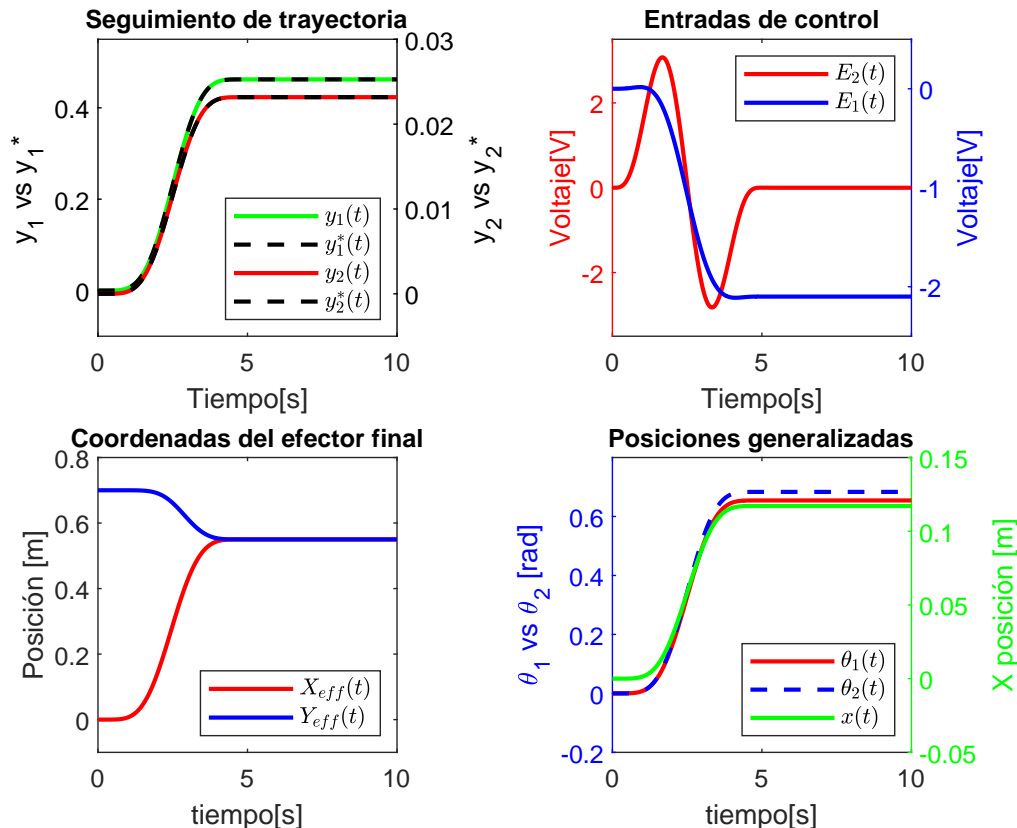 Seguimiento de trayectoria
0.03
0.4
0.02
0.2
0.01
0
0
y₁ vs y₁*
y₂ vs y₂*
y₁(t)
y₁*(t)
y₂(t)
y₂*(t)
0
5
10
Tiempo[s]
Entradas de control
2
0
-2
Voltaje[V]
0
-1
-2
Voltaje[V]
E₂(t)
E₁(t)
0
5
10
Tiempo[s]
Coordenadas del efector final
0.8
0.6
0.4
0.2
0
Posición [m]
X_eff(t)
Y_eff(t)
0
5
10
tiempo[s]
Posiciones generalizadas
0.6
0.4
0.2
0
-0.2
θ₁ vs θ₂ [rad]
0.15
0.1
0.05
0
-0.05
X posición [m]
θ₁(t)
θ₂(t)
x(t)
0
5
10
tiempo[s]